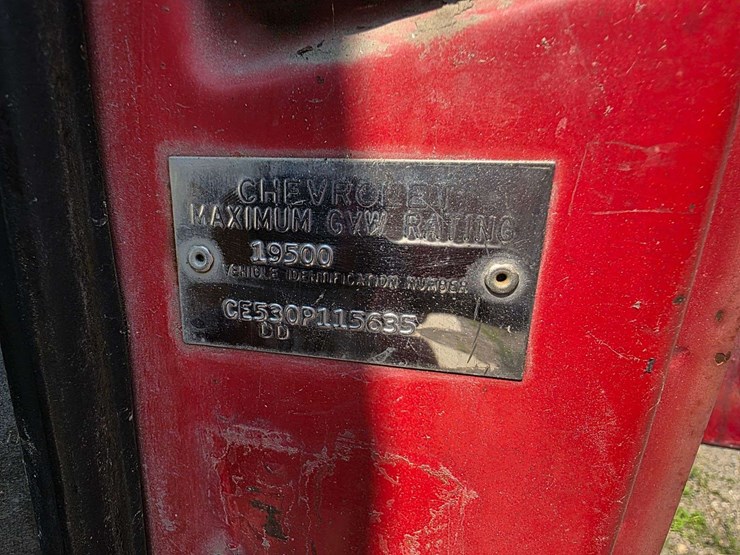 CHEVROLET
MAXIMUM GVW RATING
19500
VEHICLE IDENTIFICATION NUMBER
CE530P115635
DD